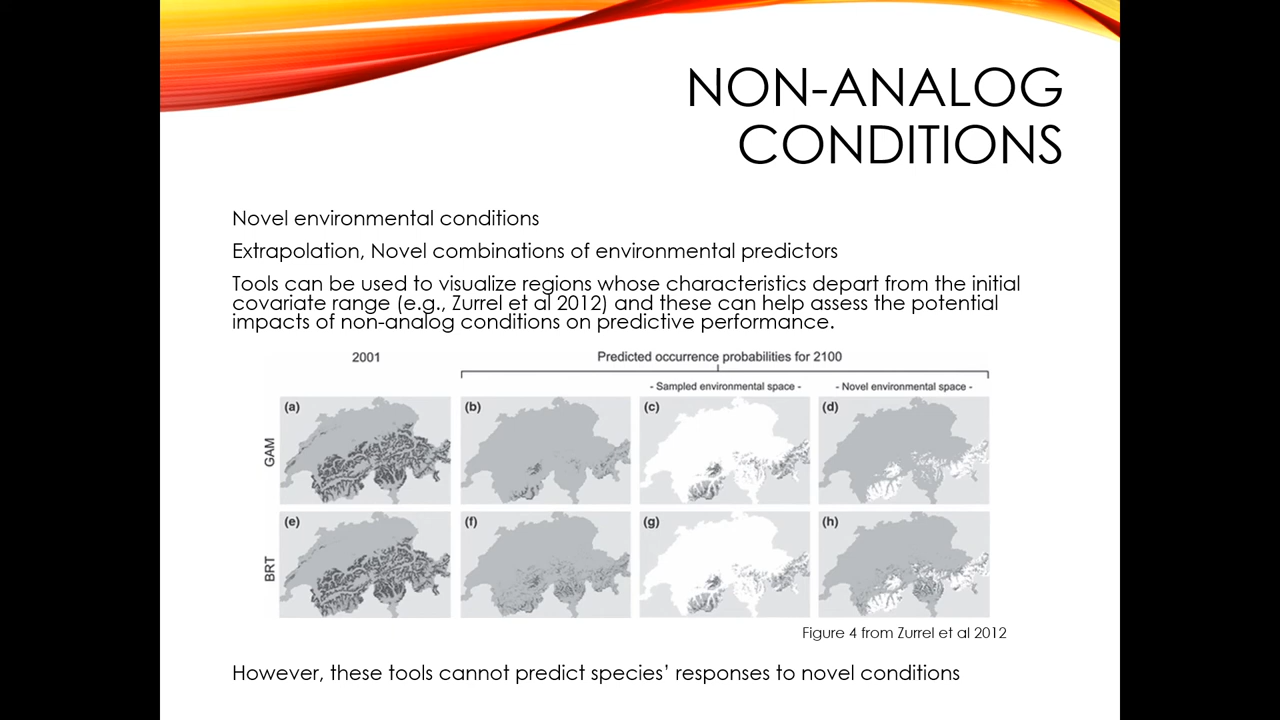 NON-ANALOG
CONDITIONS
Novel environmental conditions
Extrapolation, Novel combinations of environmental predictors
Tools can be used to visualize regions whose characteristics depart from the initial
covariate range (e.g., Zurrel et al 2012) and these can help assess the potential
impacts of non-analog conditions on predictive performance.
2001
Predicted occurrence probabilities for 2100
- Sampled environmental space -
- Novel environmental space -
GAM
(a)
(b)
(c)
(d)
BRT
(e)
(f)
(g)
(h)
Figure 4 from Zurrel et al 2012
However, these tools cannot predict species’ responses to novel conditions